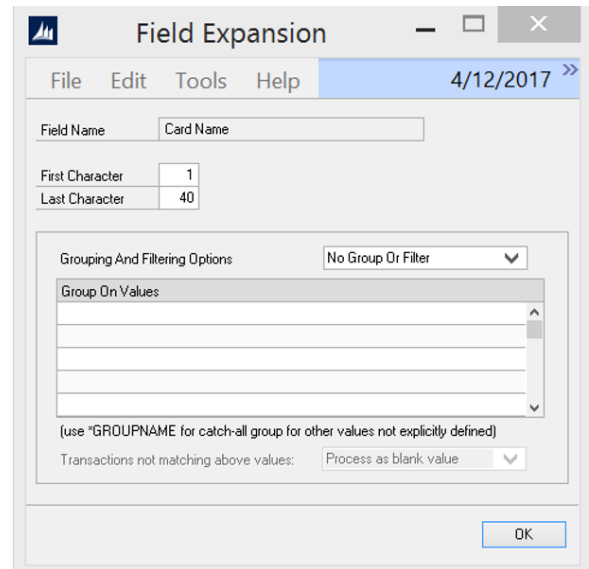 Field Expansion
File Edit Tools Help 4/12/2017 »
Field Name Card Name
First Character 1
Last Character 40
Grouping And Filtering Options No Group Or Filter
Group On Values
(use *GROUPNAME for catch-all group for other values not explicitly defined)
Transactions not matching above values: Process as blank value
OK